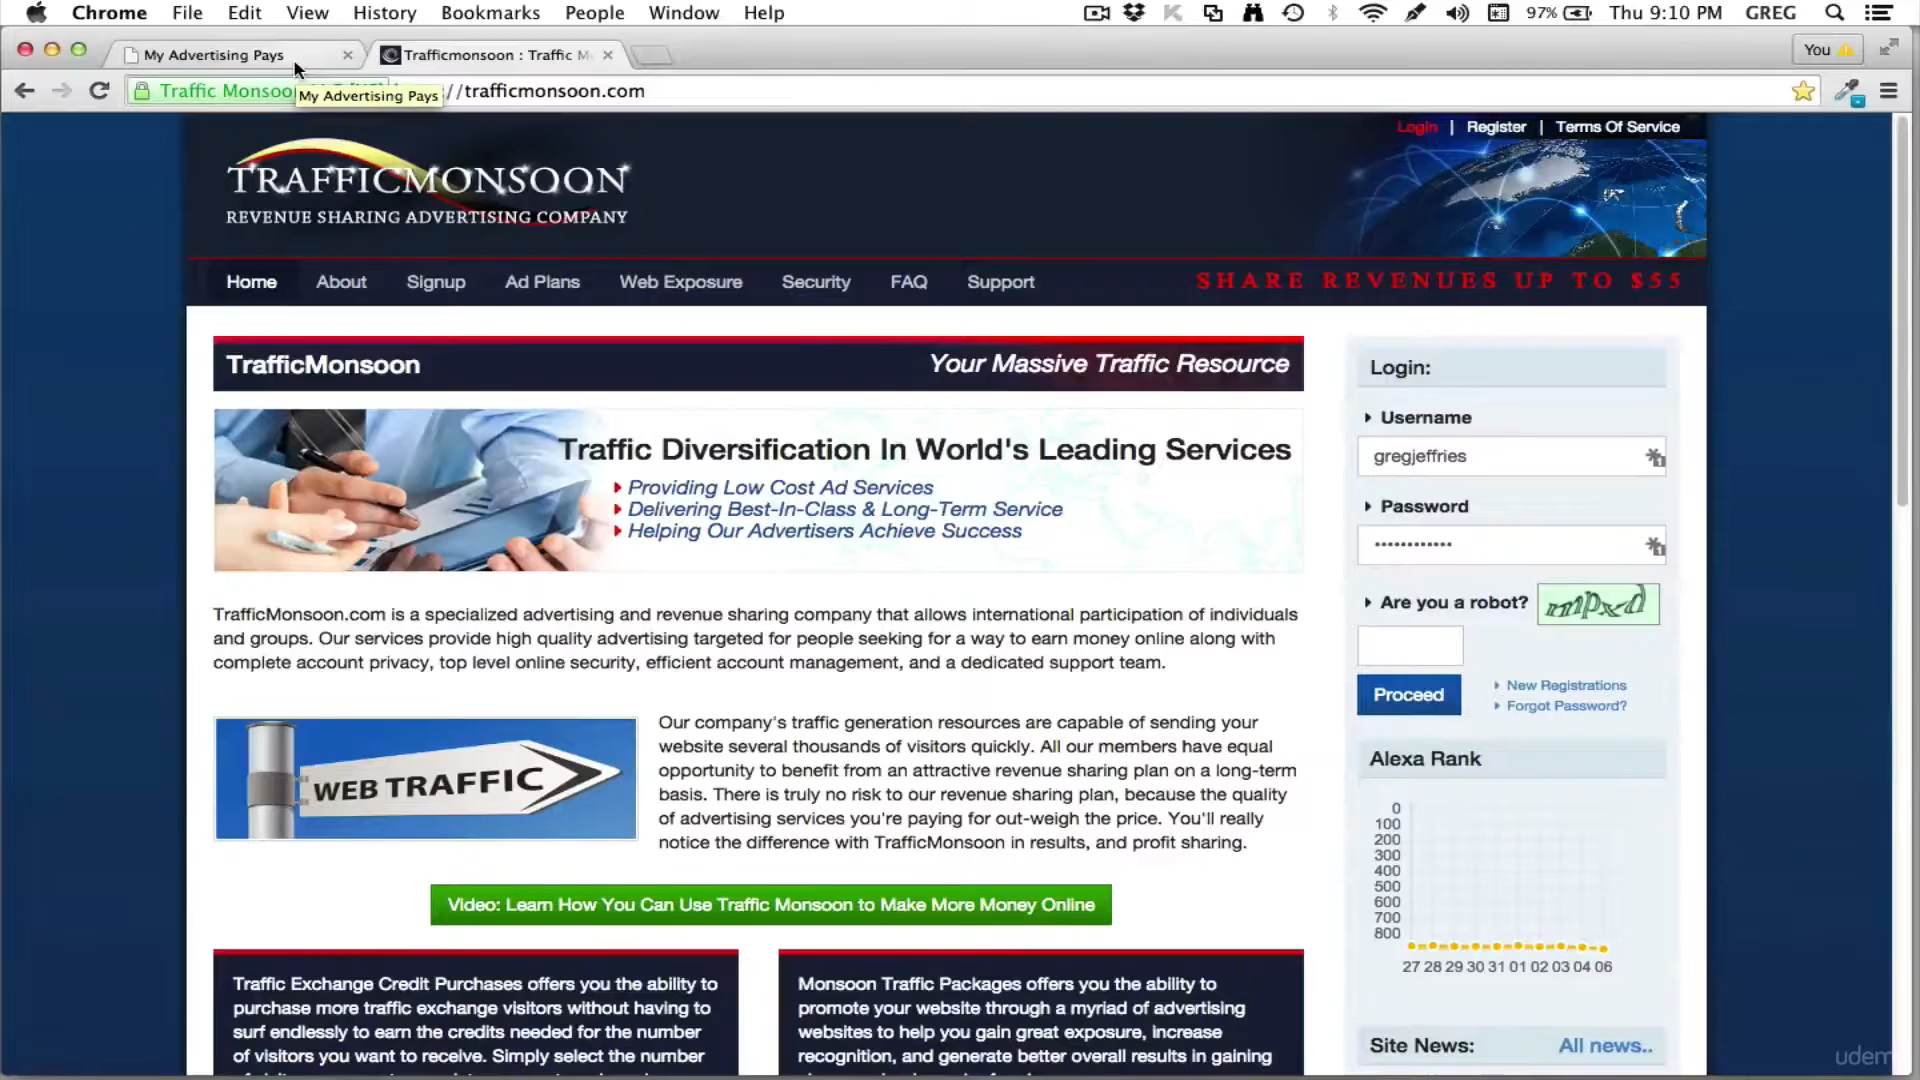 Chrome File Edit View History Bookmarks People Window Help 97% Thu 9:10 PM GREG
My Advertising Pays Trafficmonsoon : Traffic M You
Traffic Monsoo //trafficmonsoon.com
My Advertising Pays
Login | Register | Terms Of Service
TRAFFICMONSOON
REVENUE SHARING ADVERTISING COMPANY
Home About Signup Ad Plans Web Exposure Security FAQ Support SHARE REVENUES UP TO $55
TrafficMonsoon Your Massive Traffic Resource
Traffic Diversification In World's Leading Services
Providing Low Cost Ad Services
Delivering Best-In-Class & Long-Term Service
Helping Our Advertisers Achieve Success
TrafficMonsoon.com is a specialized advertising and revenue sharing company that allows international participation of individuals
and groups. Our services provide high quality advertising targeted for people seeking for a way to earn money online along with
complete account privacy, top level online security, efficient account management, and a dedicated support team.
WEB TRAFFIC
Our company's traffic generation resources are capable of sending your
website several thousands of visitors quickly. All our members have equal
opportunity to benefit from an attractive revenue sharing plan on a long-term
basis. There is truly no risk to our revenue sharing plan, because the quality
of advertising services you're paying for out-weigh the price. You'll really
notice the difference with TrafficMonsoon in results, and profit sharing.
Video: Learn How You Can Use Traffic Monsoon to Make More Money Online
Traffic Exchange Credit Purchases offers you the ability to
purchase more traffic exchange visitors without having to
surf endlessly to earn the credits needed for the number
of visitors you want to receive. Simply select the number
Monsoon Traffic Packages offers you the ability to
promote your website through a myriad of advertising
websites to help you gain great exposure, increase
recognition, and generate better overall results in gaining
Login:
Username
gregjeffries
Password
Are you a robot? mpxd
Proceed
New Registrations
Forgot Password?
Alexa Rank
0
100
200
300
400
500
600
700
800
27 28 29 30 31 01 02 03 04 06
Site News: All news..
udem